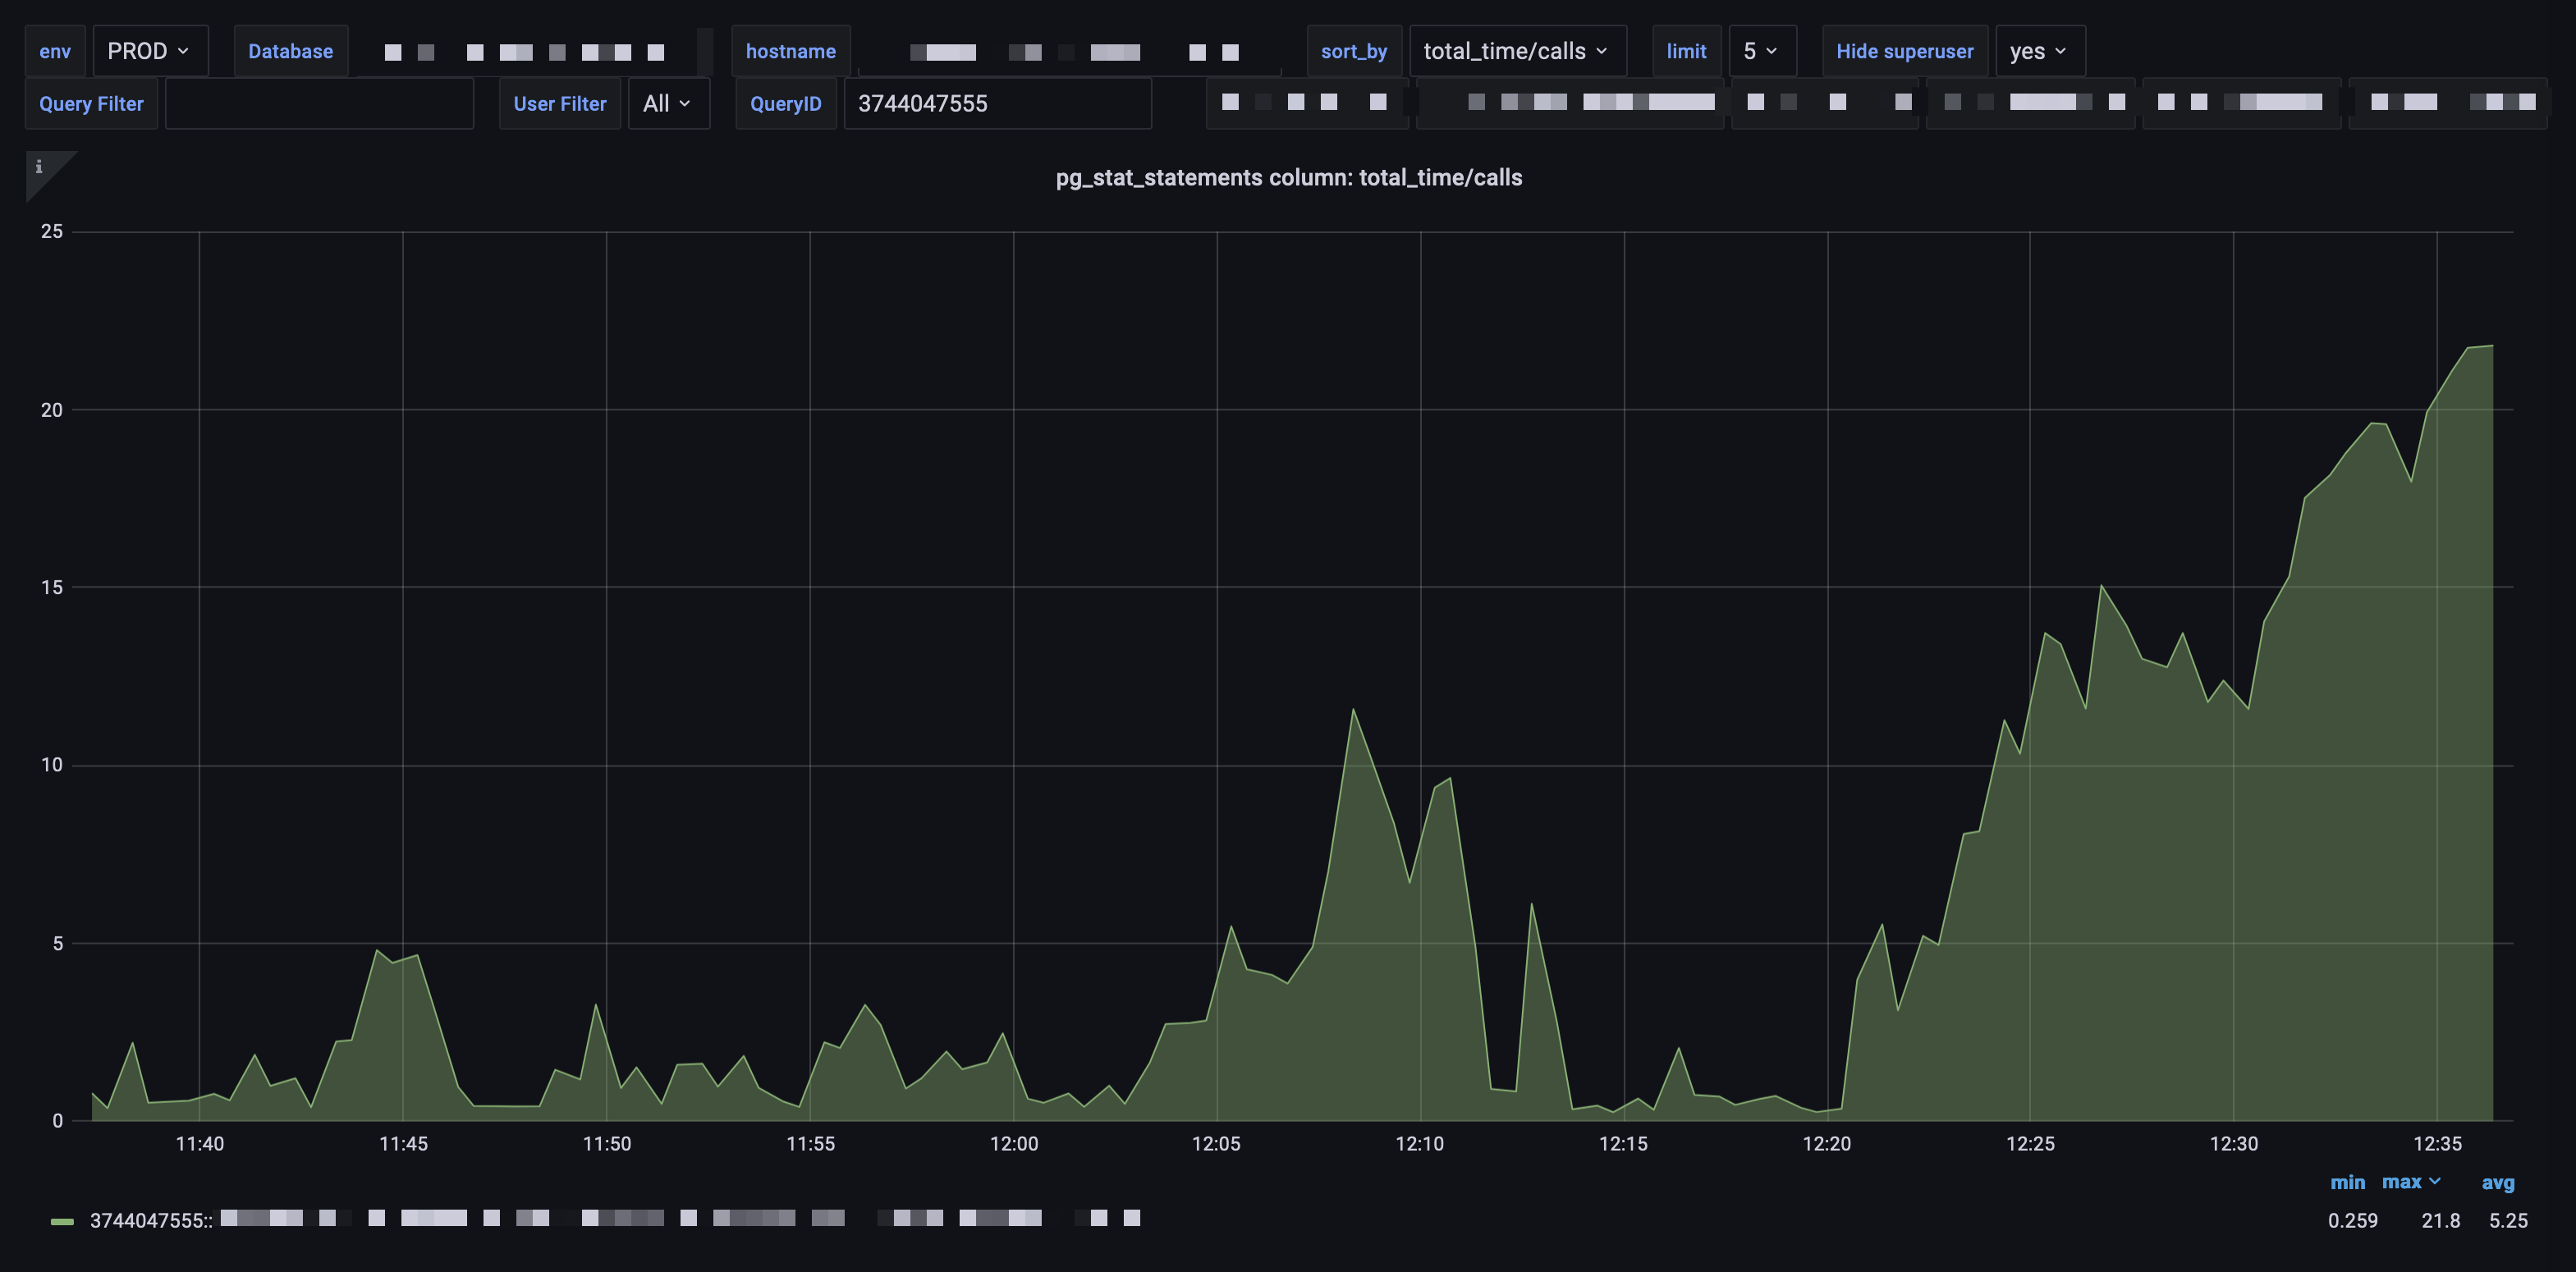 env PROD Database hostname sort_by total_time/calls limit 5 Hide superuser yes
Query Filter User Filter All QueryID 3744047555
i
pg_stat_statements column: total_time/calls
25
20
15
10
5
0
11:40 11:45 11:50 11:55 12:00 12:05 12:10 12:15 12:20 12:25 12:30 12:35
min max avg
3744047555:: 0.259 21.8 5.25